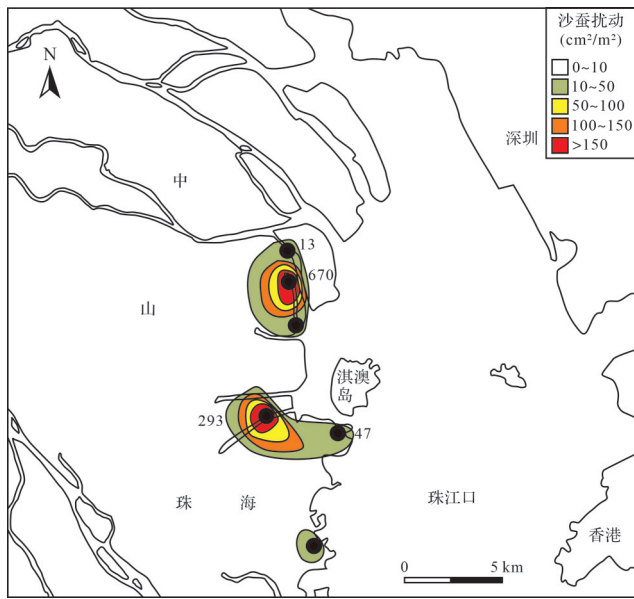 沙蚕扰动
(cm²/m²)
0~10
10~50
50~100
100~150
>150
N
深圳
中
13
670
山
淇澳
岛
293
47
珠 海
珠江口
香港
0 5 km